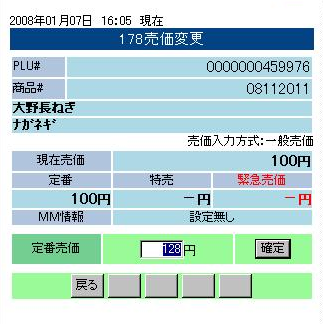 2008年01月07日 16:05 現在
178売価変更
PLU# 0000000459976
商品# 08112011
大野長ねぎ
ナガネギ
売価入力方式:一般売価
現在売価 100円
定番 特売 緊急売価
100円 －円 －円
MM情報 設定無し
定番売価 128円 確定
戻る